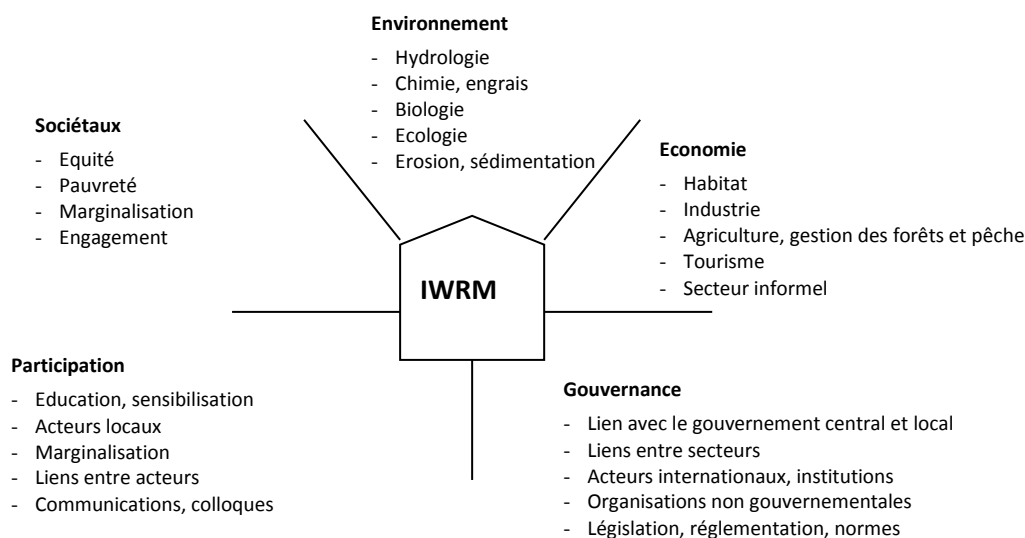 Environnement
- Hydrologie
- Chimie, engrais
- Biologie
- Ecologie
- Erosion, sédimentation
Sociétaux
- Equité
- Pauvreté
- Marginalisation
- Engagement
Economie
- Habitat
- Industrie
- Agriculture, gestion des forêts et pêche
- Tourisme
- Secteur informel
IWRM
Participation
- Education, sensibilisation
- Acteurs locaux
- Marginalisation
- Liens entre acteurs
- Communications, colloques
Gouvernance
- Lien avec le gouvernement central et local
- Liens entre secteurs
- Acteurs internationaux, institutions
- Organisations non gouvernementales
- Législation, réglementation, normes